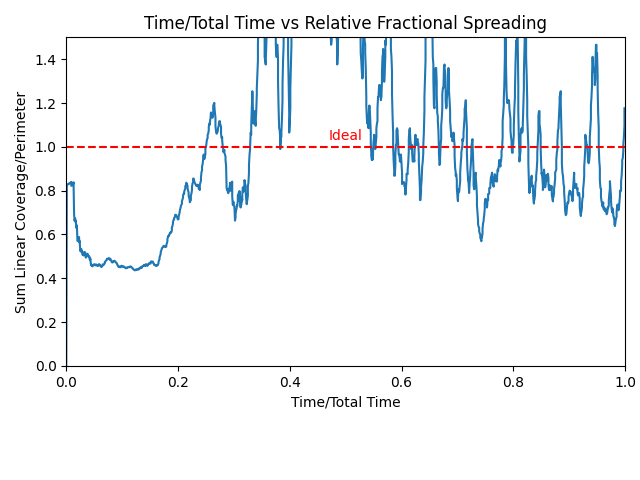 Time/Total Time vs Relative Fractional Spreading
Sum Linear Coverage/Perimeter
1.4
1.2
1.0
0.8
0.6
0.4
0.2
0.0
Ideal
0.0 0.2 0.4 0.6 0.8 1.0
Time/Total Time